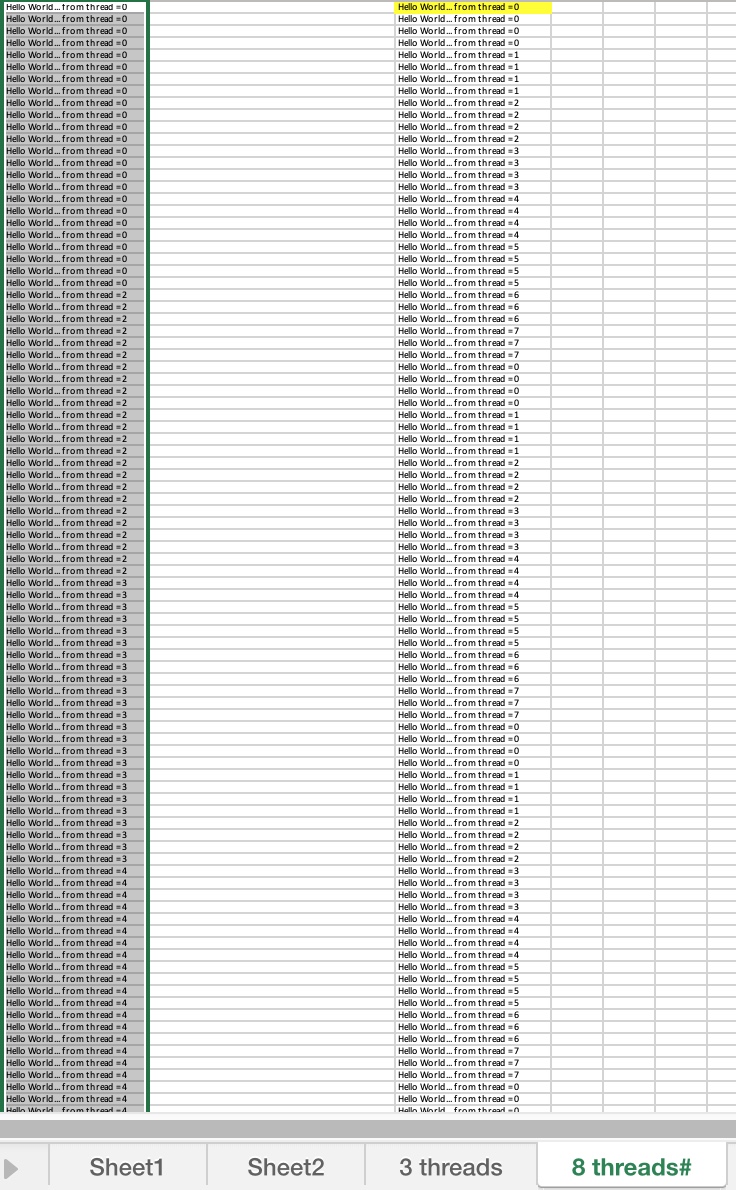 Hello World... from thread =0 Hello World... from thread =0
Hello World... from thread =0 Hello World... from thread =0
Hello World... from thread =0 Hello World... from thread =0
Hello World... from thread =0 Hello World... from thread =0
Hello World... from thread =0 Hello World... from thread =1
Hello World... from thread =0 Hello World... from thread =1
Hello World... from thread =0 Hello World... from thread =1
Hello World... from thread =0 Hello World... from thread =1
Hello World... from thread =0 Hello World... from thread =2
Hello World... from thread =0 Hello World... from thread =2
Hello World... from thread =0 Hello World... from thread =2
Hello World... from thread =0 Hello World... from thread =2
Hello World... from thread =0 Hello World... from thread =3
Hello World... from thread =0 Hello World... from thread =3
Hello World... from thread =0 Hello World... from thread =3
Hello World... from thread =0 Hello World... from thread =3
Hello World... from thread =0 Hello World... from thread =4
Hello World... from thread =0 Hello World... from thread =4
Hello World... from thread =0 Hello World... from thread =4
Hello World... from thread =0 Hello World... from thread =4
Hello World... from thread =0 Hello World... from thread =5
Hello World... from thread =0 Hello World... from thread =5
Hello World... from thread =0 Hello World... from thread =5
Hello World... from thread =0 Hello World... from thread =5
Hello World... from thread =2 Hello World... from thread =6
Hello World... from thread =2 Hello World... from thread =6
Hello World... from thread =2 Hello World... from thread =6
Hello World... from thread =2 Hello World... from thread =7
Hello World... from thread =2 Hello World... from thread =7
Hello World... from thread =2 Hello World... from thread =7
Hello World... from thread =2 Hello World... from thread =0
Hello World... from thread =2 Hello World... from thread =0
Hello World... from thread =2 Hello World... from thread =0
Hello World... from thread =2 Hello World... from thread =0
Hello World... from thread =2 Hello World... from thread =1
Hello World... from thread =2 Hello World... from thread =1
Hello World... from thread =2 Hello World... from thread =1
Hello World... from thread =2 Hello World... from thread =1
Hello World... from thread =2 Hello World... from thread =2
Hello World... from thread =2 Hello World... from thread =2
Hello World... from thread =2 Hello World... from thread =2
Hello World... from thread =2 Hello World... from thread =2
Hello World... from thread =2 Hello World... from thread =3
Hello World... from thread =2 Hello World... from thread =3
Hello World... from thread =2 Hello World... from thread =3
Hello World... from thread =2 Hello World... from thread =3
Hello World... from thread =2 Hello World... from thread =4
Hello World... from thread =2 Hello World... from thread =4
Hello World... from thread =3 Hello World... from thread =4
Hello World... from thread =3 Hello World... from thread =4
Hello World... from thread =3 Hello World... from thread =5
Hello World... from thread =3 Hello World... from thread =5
Hello World... from thread =3 Hello World... from thread =5
Hello World... from thread =3 Hello World... from thread =5
Hello World... from thread =3 Hello World... from thread =6
Hello World... from thread =3 Hello World... from thread =6
Hello World... from thread =3 Hello World... from thread =6
Hello World... from thread =3 Hello World... from thread =7
Hello World... from thread =3 Hello World... from thread =7
Hello World... from thread =3 Hello World... from thread =7
Hello World... from thread =3 Hello World... from thread =0
Hello World... from thread =3 Hello World... from thread =0
Hello World... from thread =3 Hello World... from thread =0
Hello World... from thread =3 Hello World... from thread =0
Hello World... from thread =3 Hello World... from thread =1
Hello World... from thread =3 Hello World... from thread =1
Hello World... from thread =3 Hello World... from thread =1
Hello World... from thread =3 Hello World... from thread =1
Hello World... from thread =3 Hello World... from thread =2
Hello World... from thread =3 Hello World... from thread =2
Hello World... from thread =3 Hello World... from thread =2
Hello World... from thread =3 Hello World... from thread =2
Hello World... from thread =4 Hello World... from thread =3
Hello World... from thread =4 Hello World... from thread =3
Hello World... from thread =4 Hello World... from thread =3
Hello World... from thread =4 Hello World... from thread =3
Hello World... from thread =4 Hello World... from thread =4
Hello World... from thread =4 Hello World... from thread =4
Hello World... from thread =4 Hello World... from thread =4
Hello World... from thread =4 Hello World... from thread =4
Hello World... from thread =4 Hello World... from thread =5
Hello World... from thread =4 Hello World... from thread =5
Hello World... from thread =4 Hello World... from thread =5
Hello World... from thread =4 Hello World... from thread =5
Hello World... from thread =4 Hello World... from thread =6
Hello World... from thread =4 Hello World... from thread =6
Hello World... from thread =4 Hello World... from thread =6
Hello World... from thread =4 Hello World... from thread =7
Hello World... from thread =4 Hello World... from thread =7
Hello World... from thread =4 Hello World... from thread =7
Hello World... from thread =4 Hello World... from thread =0
Hello World... from thread =4 Hello World... from thread =0
Hello World... from thread =4 Hello World... from thread =0
Sheet1 Sheet2 3 threads 8 threads#